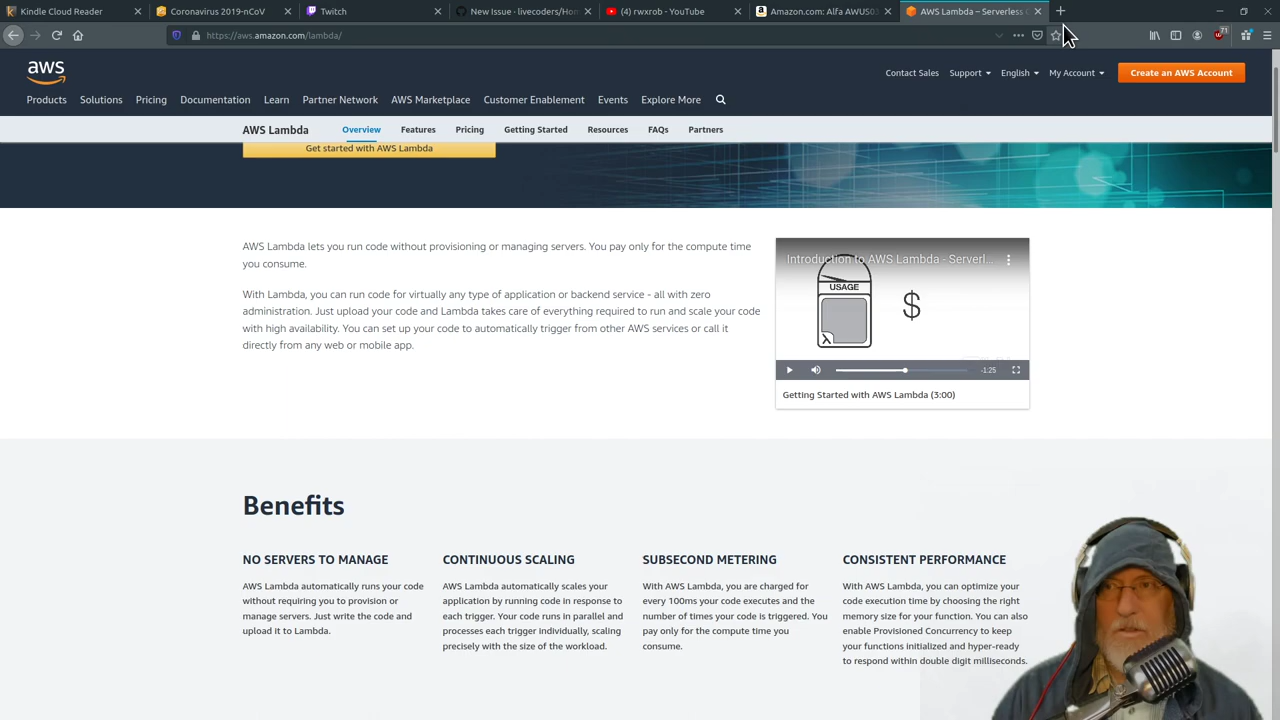 Kindle Cloud Reader
Coronavirus 2019-nCoV
Twitch
New Issue · livecoders/Hom
(4) rwxrob - YouTube
Amazon.com: Alfa AWUS03
AWS Lambda – Serverless C
https://aws.amazon.com/lambda/
71
aws
Contact Sales
Support
English
My Account
Create an AWS Account
Products
Solutions
Pricing
Documentation
Learn
Partner Network
AWS Marketplace
Customer Enablement
Events
Explore More
AWS Lambda
Overview
Features
Pricing
Getting Started
Resources
FAQs
Partners
Get started with AWS Lambda
AWS Lambda lets you run code without provisioning or managing servers. You pay only for the compute time
you consume.
With Lambda, you can run code for virtually any type of application or backend service - all with zero
administration. Just upload your code and Lambda takes care of everything required to run and scale your code
with high availability. You can set up your code to automatically trigger from other AWS services or call it
directly from any web or mobile app.
Introduction to AWS Lambda - Serverl...
USAGE
$
λ
-1:25
Getting Started with AWS Lambda (3:00)
Benefits
NO SERVERS TO MANAGE
AWS Lambda automatically runs your code
without requiring you to provision or
manage servers. Just write the code and
upload it to Lambda.
CONTINUOUS SCALING
AWS Lambda automatically scales your
application by running code in response to
each trigger. Your code runs in parallel and
processes each trigger individually, scaling
precisely with the size of the workload.
SUBSECOND METERING
With AWS Lambda, you are charged for
every 100ms your code executes and the
number of times your code is triggered. You
pay only for the compute time you
consume.
CONSISTENT PERFORMANCE
With AWS Lambda, you can optimize your
code execution time by choosing the right
memory size for your function. You can also
enable Provisioned Concurrency to keep
your functions initialized and hyper-ready
to respond within double digit milliseconds.